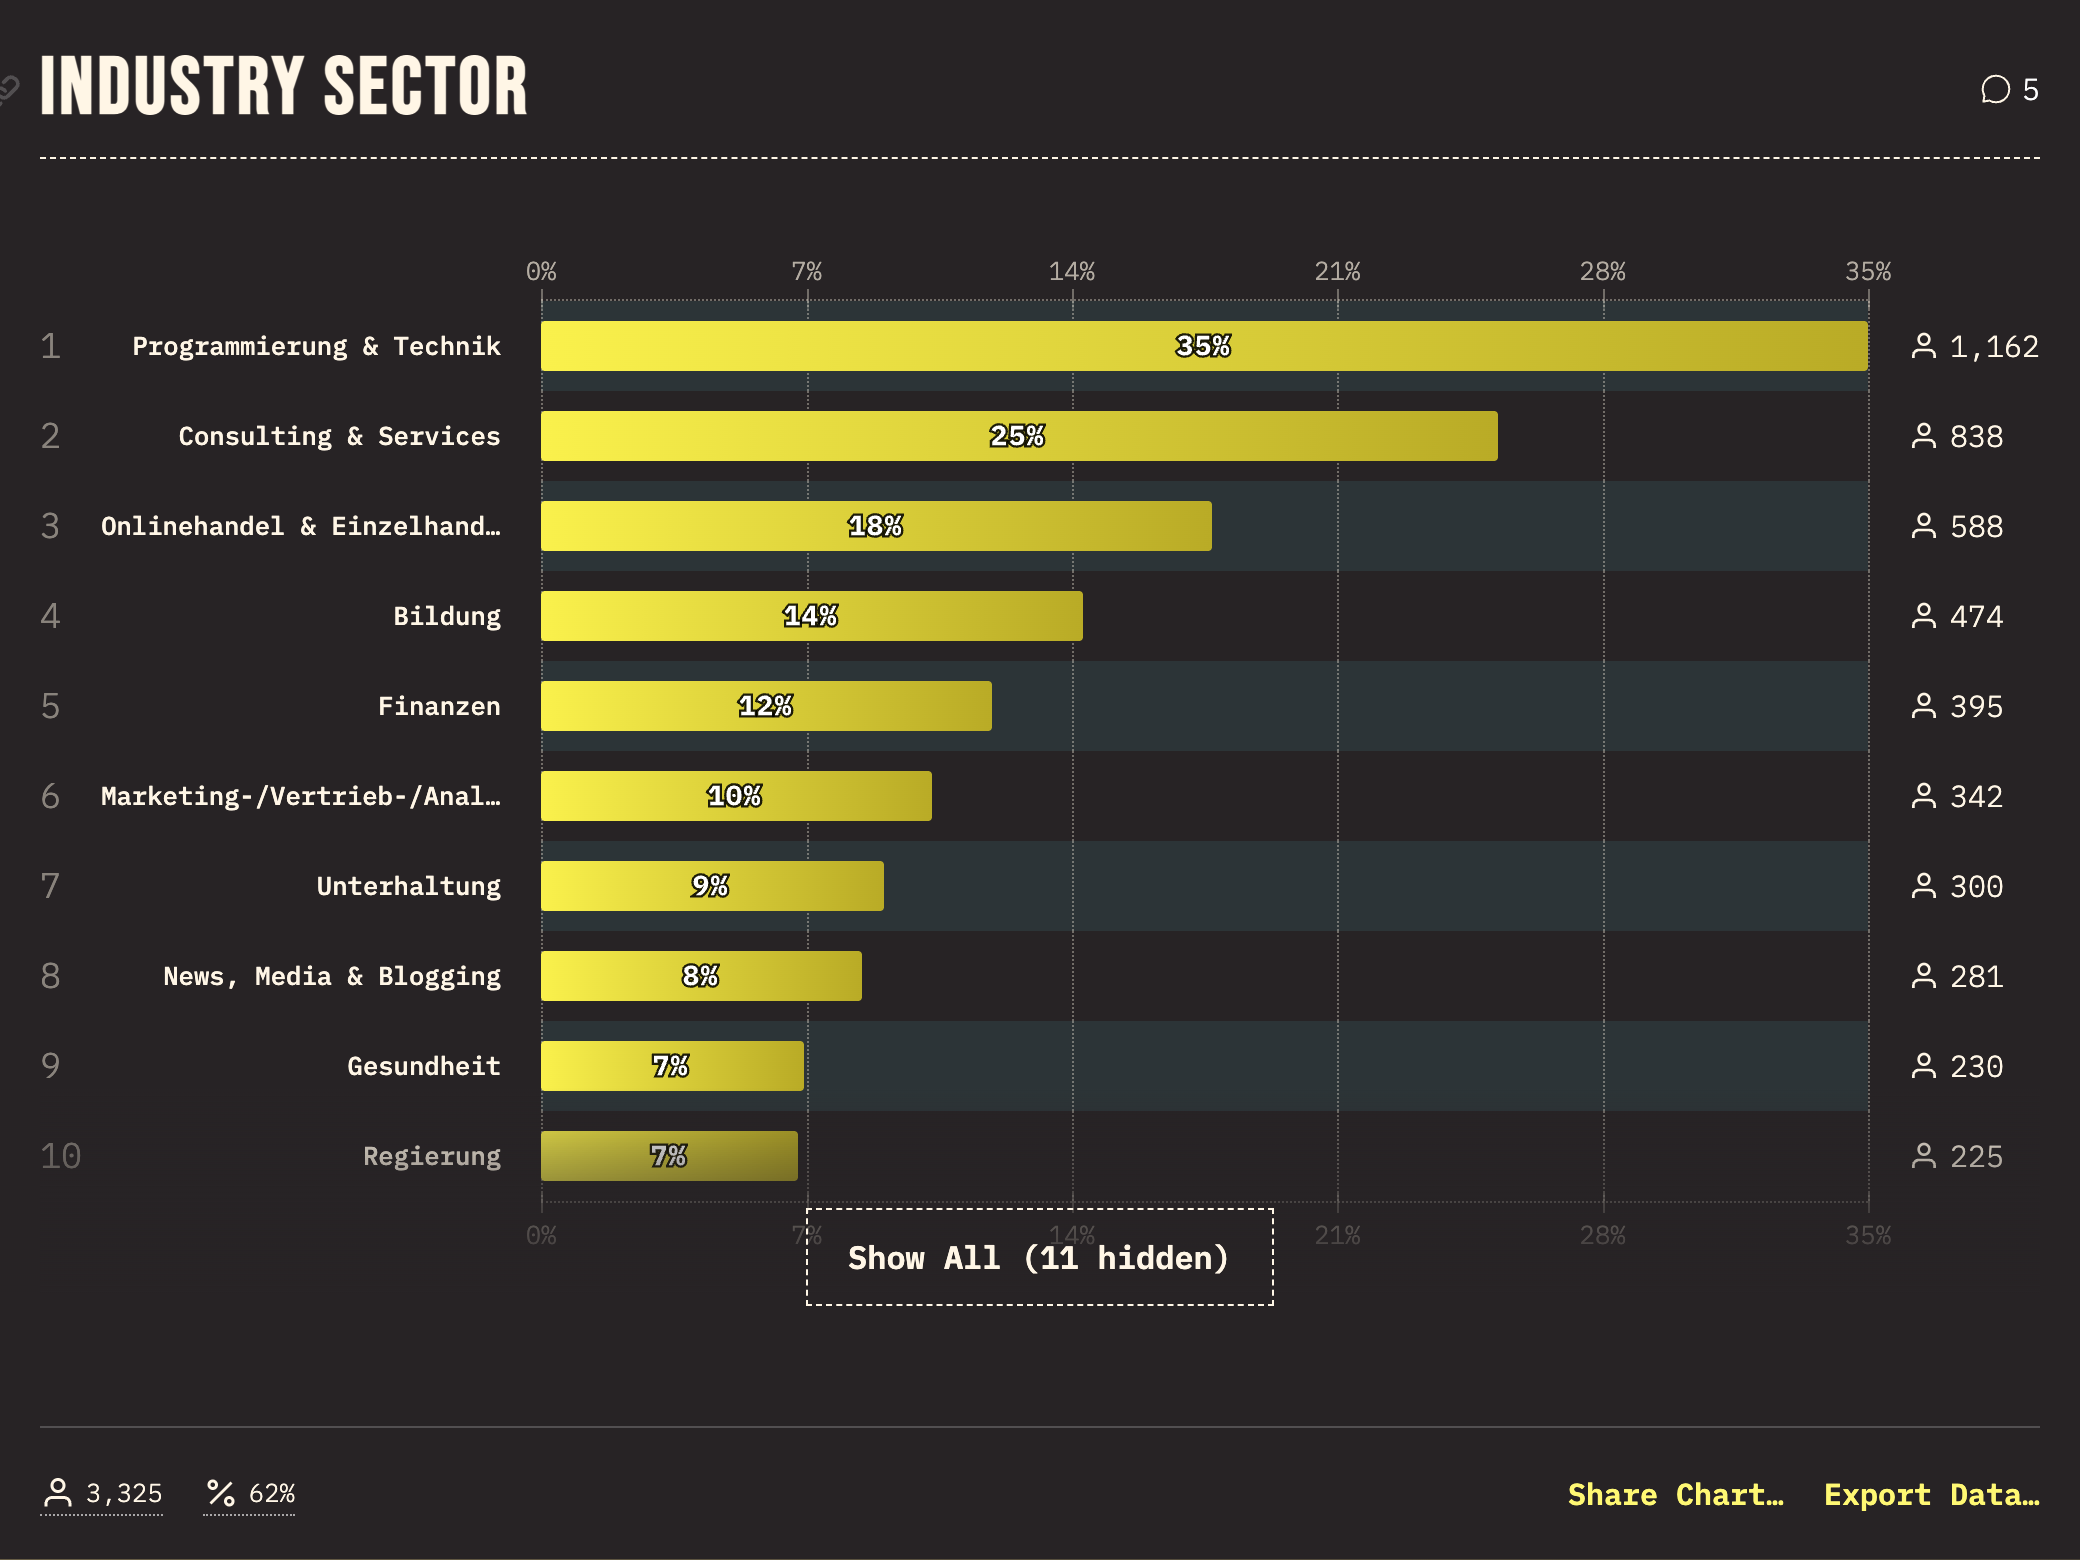 INDUSTRY SECTOR
5
0% 7% 14% 21% 28% 35%
1 Programmierung & Technik 35% 1,162
2 Consulting & Services 25% 838
3 Onlinehandel & Einzelhand… 18% 588
4 Bildung 14% 474
5 Finanzen 12% 395
6 Marketing-/Vertrieb-/Anal… 10% 342
7 Unterhaltung 9% 300
8 News, Media & Blogging 8% 281
9 Gesundheit 7% 230
10 Regierung 7% 225
0% 7% 14% 21% 28% 35%
Show All (11 hidden)
3,325 % 62% Share Chart… Export Data…